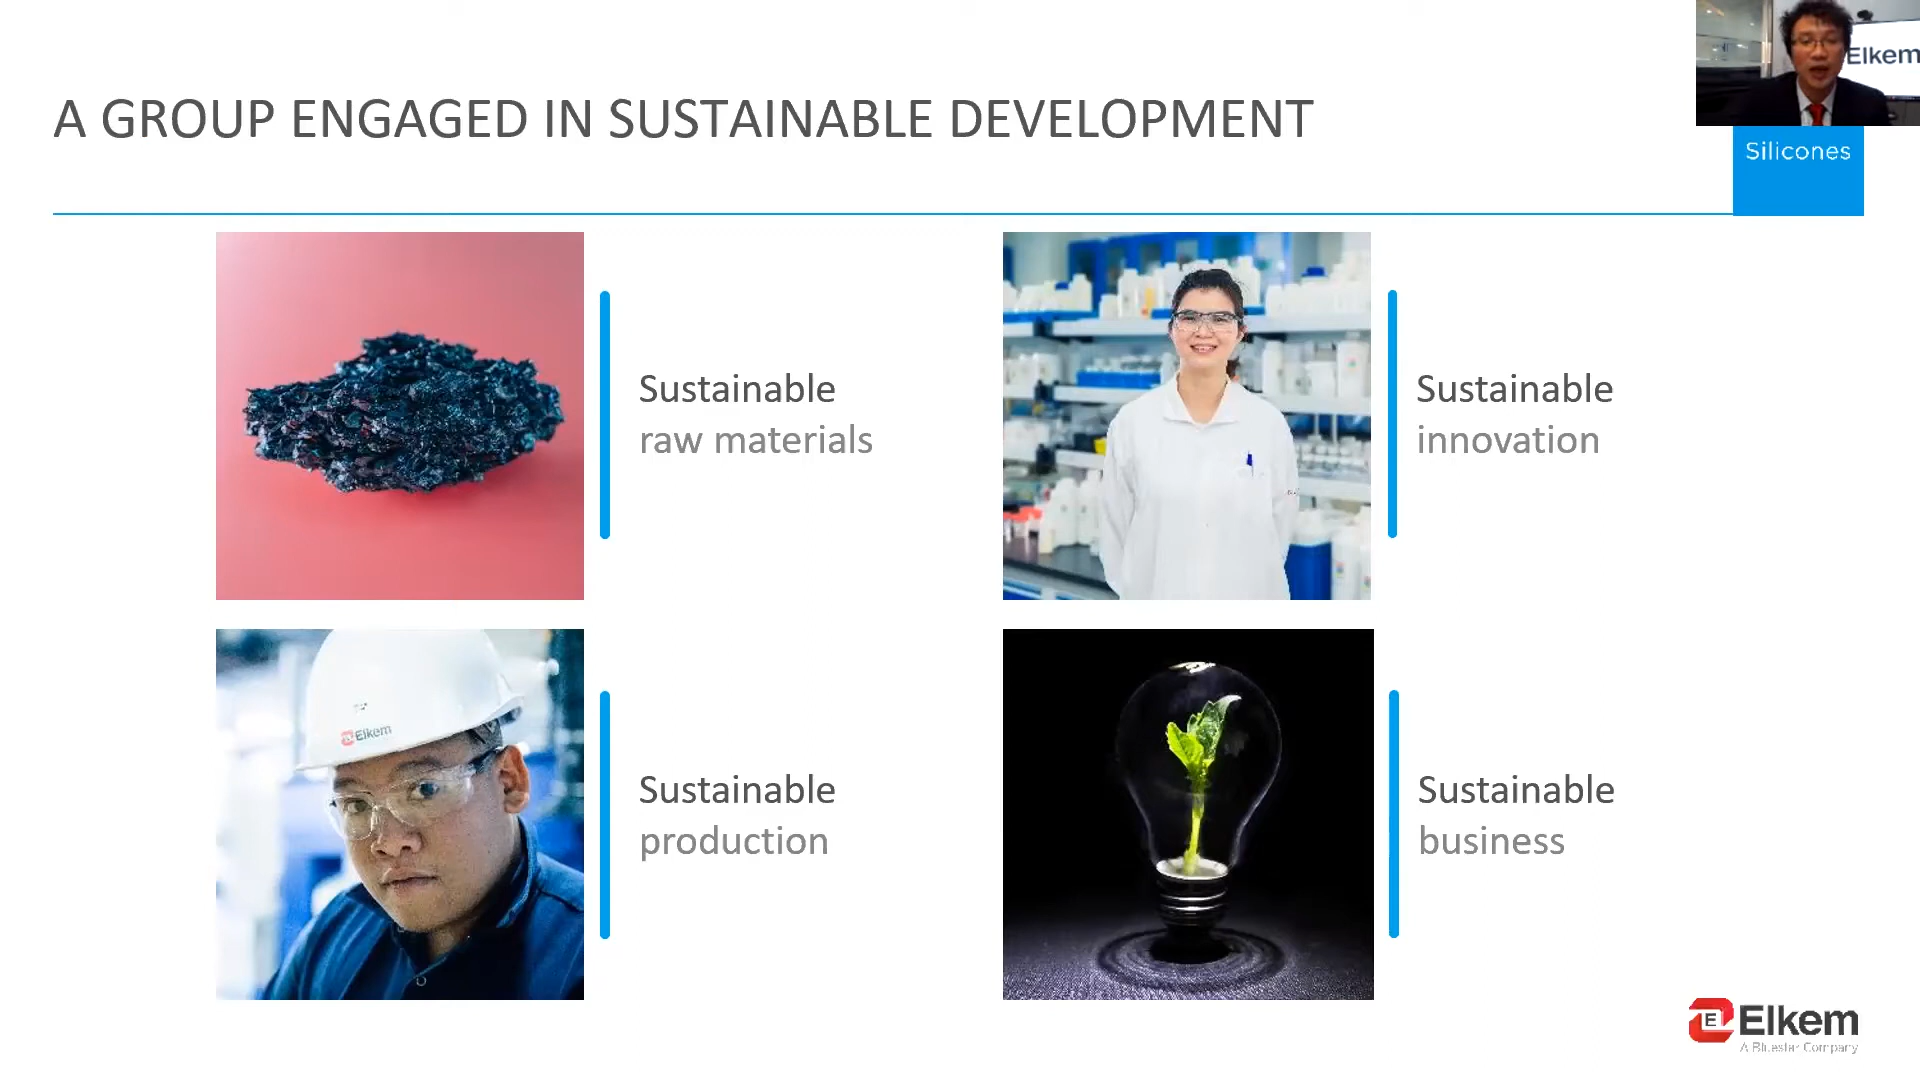 A GROUP ENGAGED IN SUSTAINABLE DEVELOPMENT
Elkem
Silicones
Sustainable
raw materials
Sustainable
innovation
Elkem
Sustainable
production
Sustainable
business
Elkem
A Bluestar Company